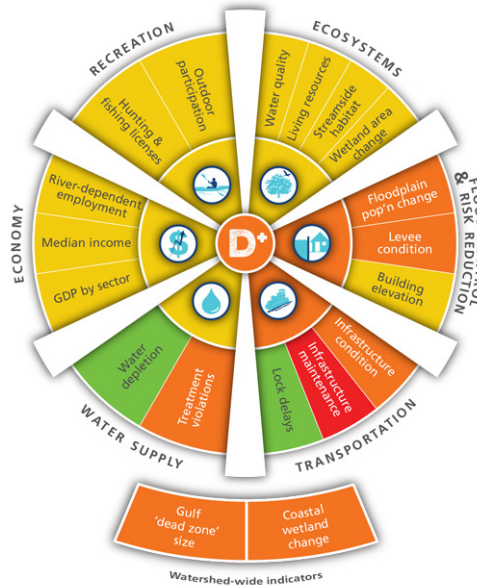 RECREATION
ECOSYSTEMS
Hunting &
fishing licenses
Outdoor
participation
Water quality
Living resources
Streamside
habitat
Wetland area
change
ECONOMY
River-dependent
employment
Median income
GDP by sector
D+
Floodplain
pop'n change
Levee
condition
Building
elevation
& RISK REDUCTION
Water
depletion
Treatment
violations
WATER SUPPLY
Lock delays
Infrastructure
maintenance
Infrastructure
condition
TRANSPORTATION
Gulf
'dead zone'
size
Coastal
wetland
change
Watershed-wide indicators